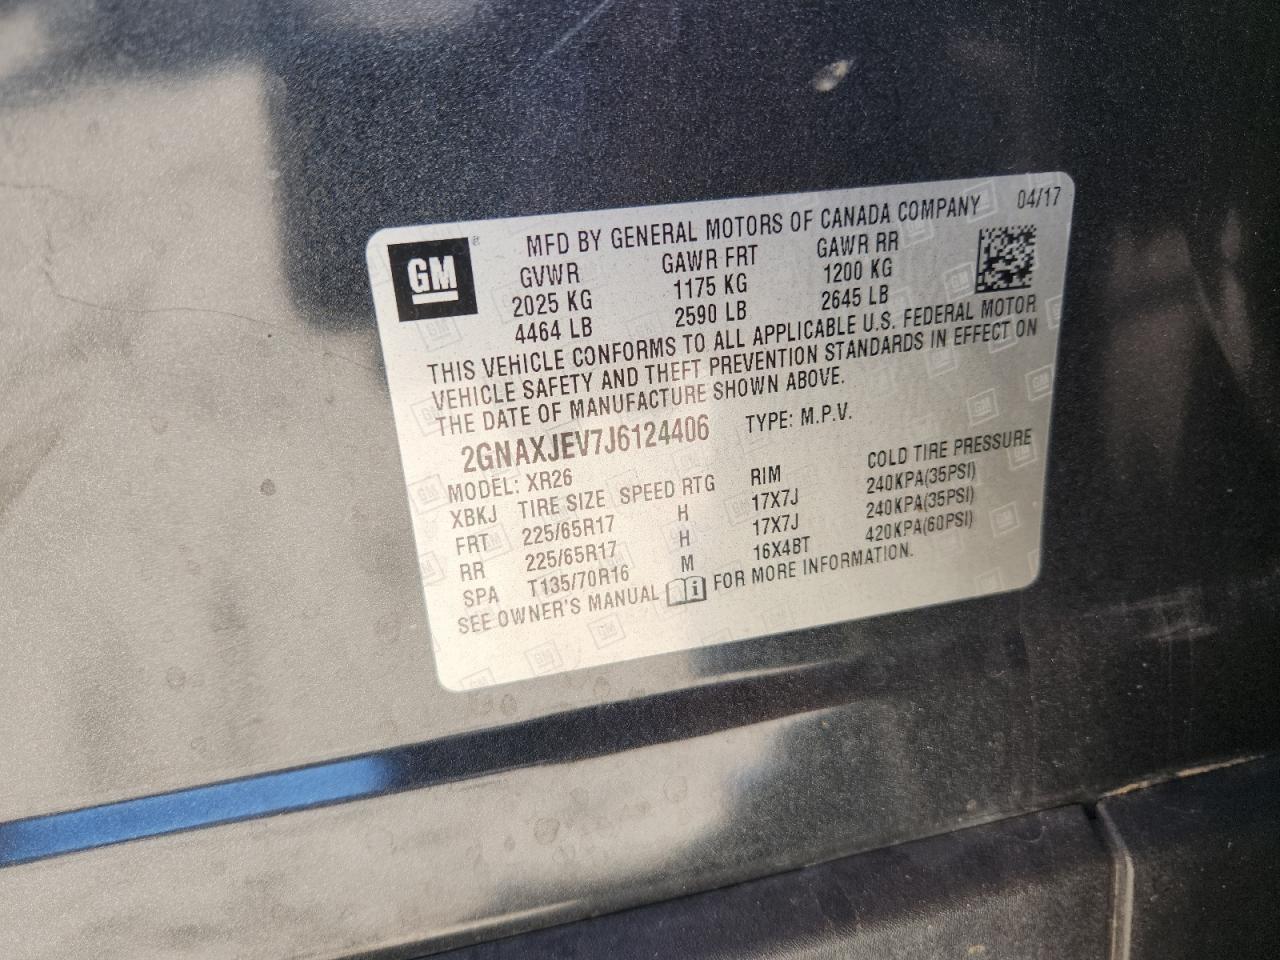 GM ® MFD BY GENERAL MOTORS OF CANADA COMPANY 04/17
GVWR GAWR FRT GAWR RR
2025 KG 1175 KG 1200 KG
4464 LB 2590 LB 2645 LB
THIS VEHICLE CONFORMS TO ALL APPLICABLE U.S. FEDERAL MOTOR
VEHICLE SAFETY AND THEFT PREVENTION STANDARDS IN EFFECT ON
THE DATE OF MANUFACTURE SHOWN ABOVE.
2GNAXJEV7J6124406 TYPE: M.P.V.
MODEL: XR26
XBKJ TIRE SIZE SPEED RTG RIM COLD TIRE PRESSURE
FRT 225/65R17 H 17X7J 240KPA(35PSI)
RR 225/65R17 H 17X7J 240KPA(35PSI)
SPA T135/70R16 M 16X4BT 420KPA(60PSI)
SEE OWNER'S MANUAL i FOR MORE INFORMATION.